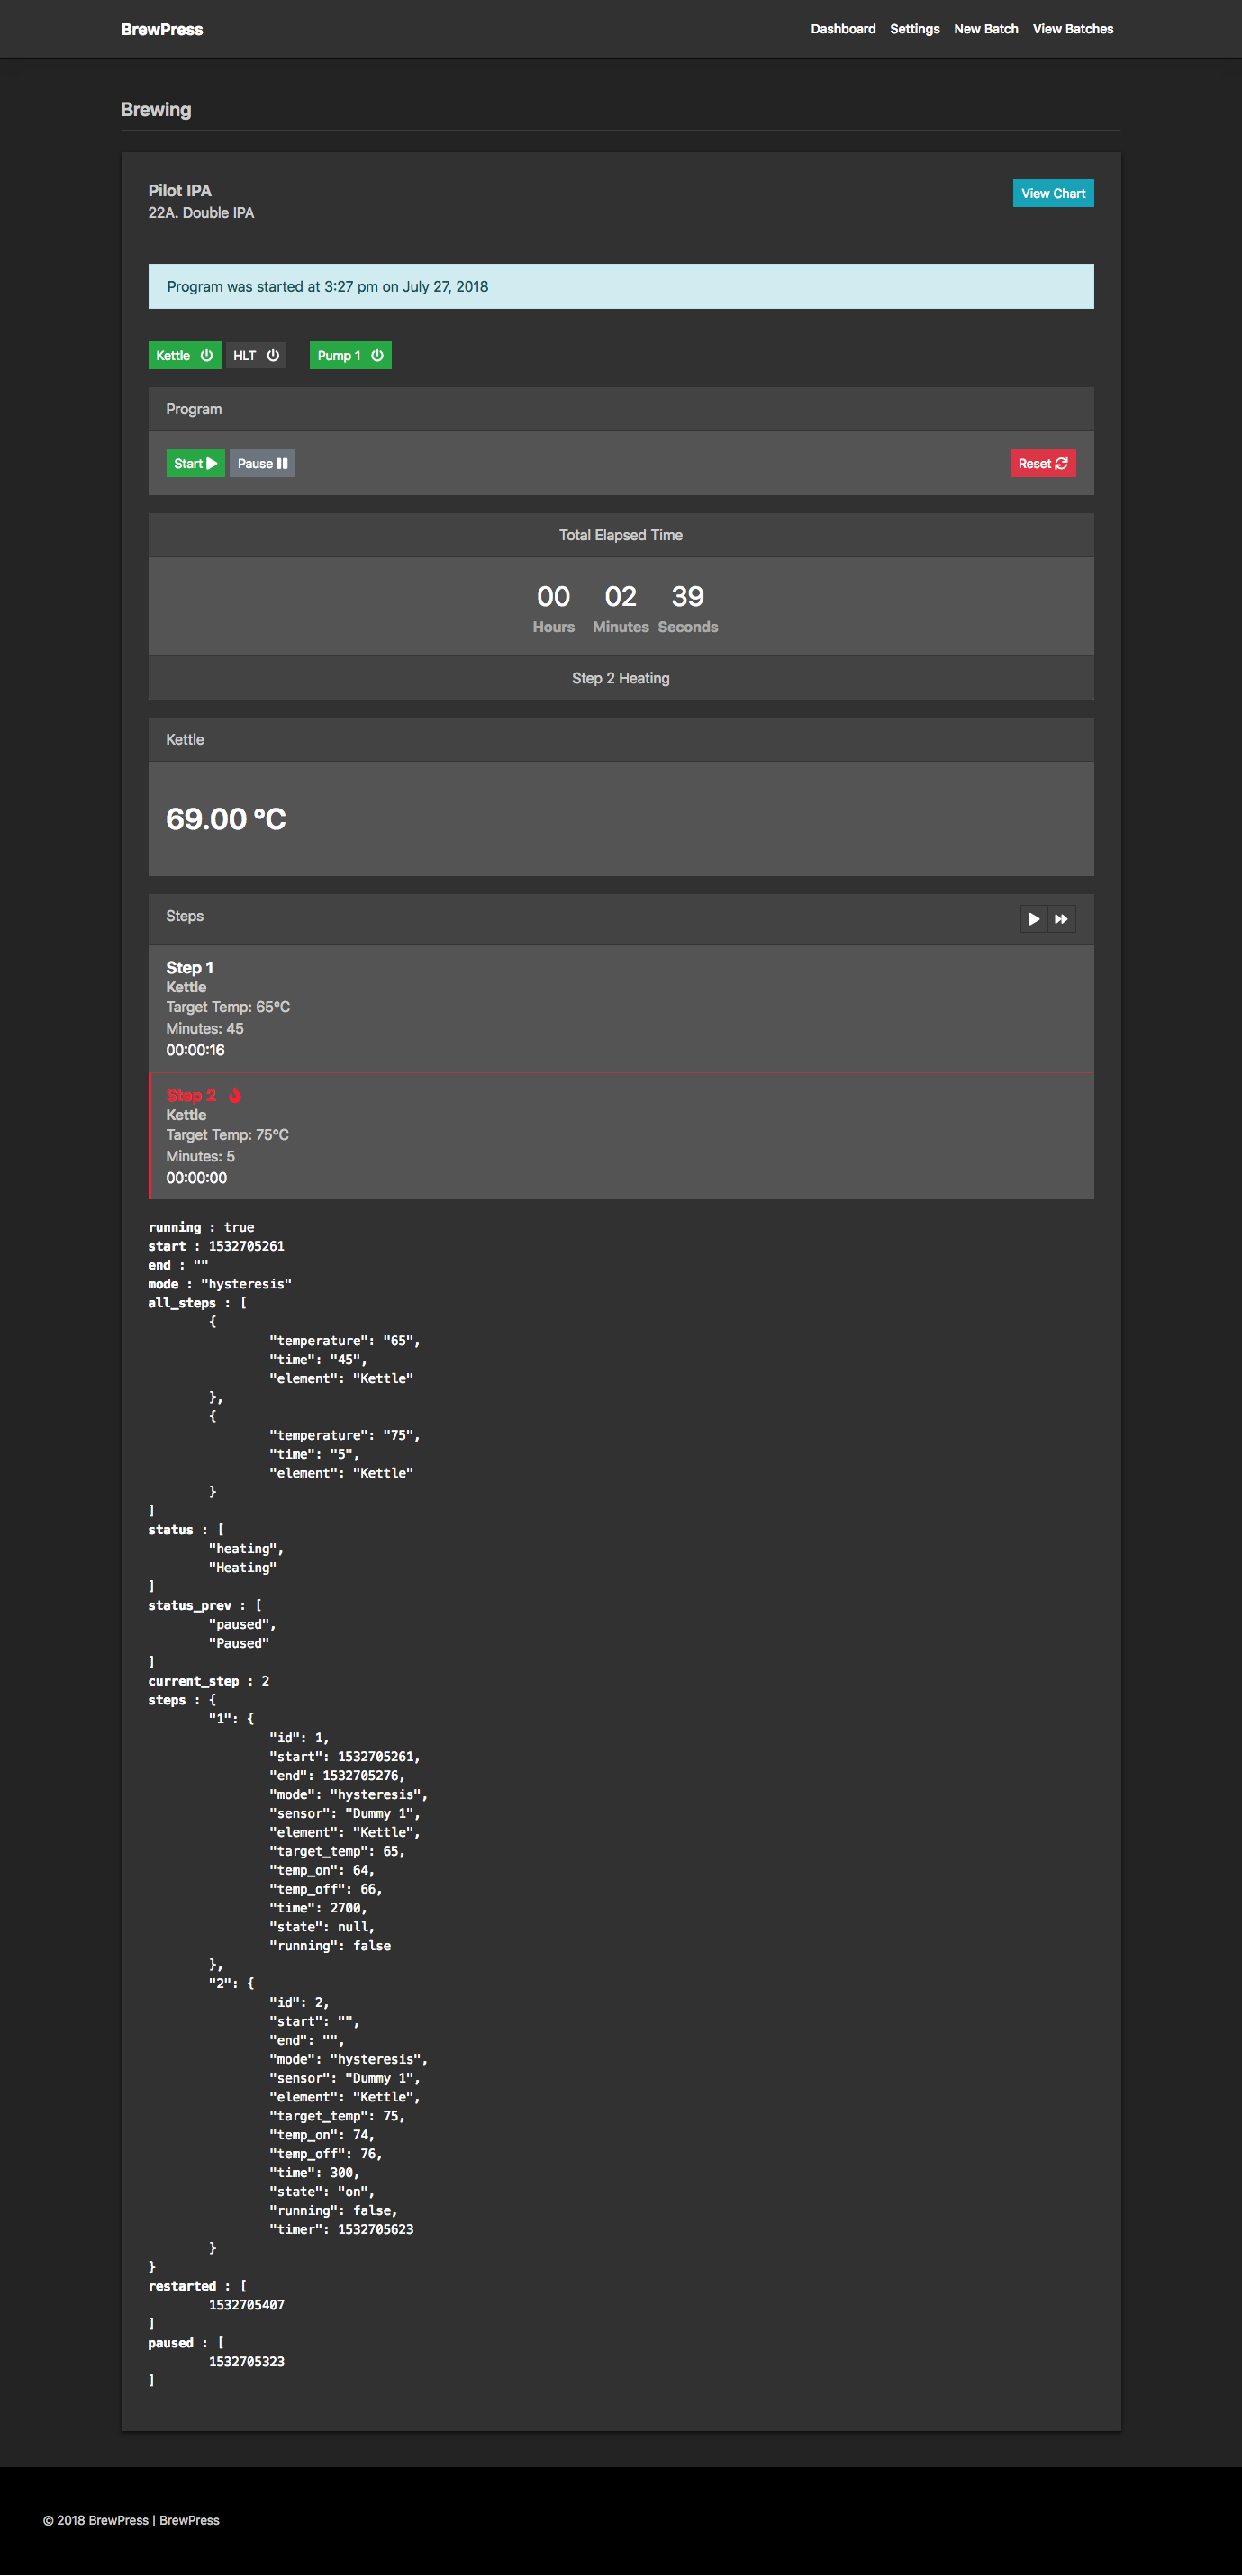 BrewPress
Dashboard Settings New Batch View Batches
Brewing
Pilot IPA
22A. Double IPA
View Chart
Program was started at 3:27 pm on July 27, 2018
Kettle HLT Pump 1
Program
Start Pause Reset
Total Elapsed Time
00 02 39
Hours Minutes Seconds
Step 2 Heating
Kettle
69.00 °C
Steps
Step 1
Kettle
Target Temp: 65°C
Minutes: 45
00:00:16
Step 2
Kettle
Target Temp: 75°C
Minutes: 5
00:00:00
running : true
start : 1532705261
end : ""
mode : "hysteresis"
all_steps : [
{
"temperature": "65",
"time": "45",
"element": "Kettle"
},
{
"temperature": "75",
"time": "5",
"element": "Kettle"
}
]
status : [
"heating",
"Heating"
]
status_prev : [
"paused",
"Paused"
]
current_step : 2
steps : {
"1": {
"id": 1,
"start": 1532705261,
"end": 1532705276,
"mode": "hysteresis",
"sensor": "Dummy 1",
"element": "Kettle",
"target_temp": 65,
"temp_on": 64,
"temp_off": 66,
"time": 2700,
"state": null,
"running": false
},
"2": {
"id": 2,
"start": "",
"end": "",
"mode": "hysteresis",
"sensor": "Dummy 1",
"element": "Kettle",
"target_temp": 75,
"temp_on": 74,
"temp_off": 76,
"time": 300,
"state": "on",
"running": false,
"timer": 1532705623
}
}
restarted : [
1532705407
]
paused : [
1532705323
]
© 2018 BrewPress | BrewPress